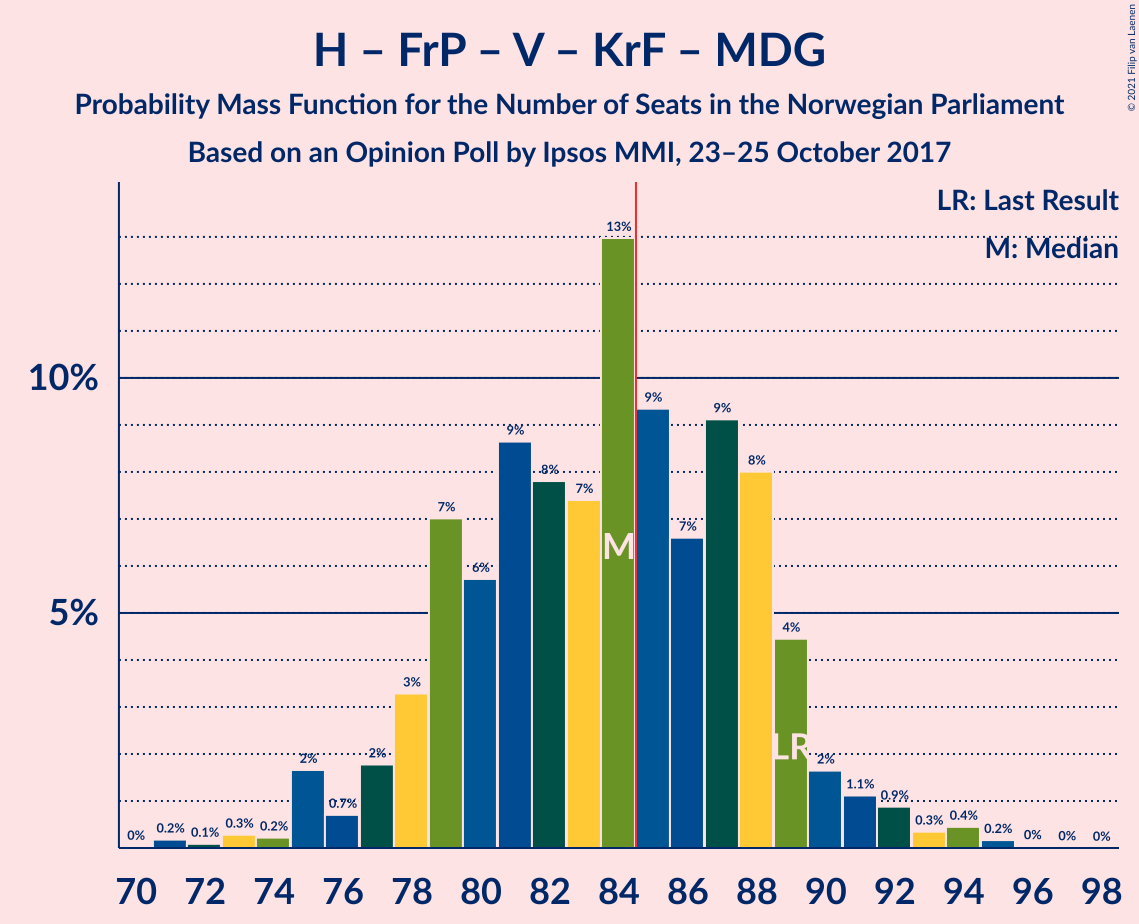 H – FrP – V – KrF – MDG
Probability Mass Function for the Number of Seats in the Norwegian Parliament
Based on an Opinion Poll by Ipsos MMI, 23–25 October 2017
© 2021 Filip van Laenen
LR: Last Result
M: Median
10%
5%
0% 0.2% 0.1% 0.3% 0.2% 2% 0.7% 2% 3% 7% 6% 9% 8% 7% 13% 9% 7% 9% 8% 4% 2% 1.1% 0.9% 0.3% 0.4% 0.2% 0% 0% 0%
M
LR
70 72 74 76 78 80 82 84 86 88 90 92 94 96 98